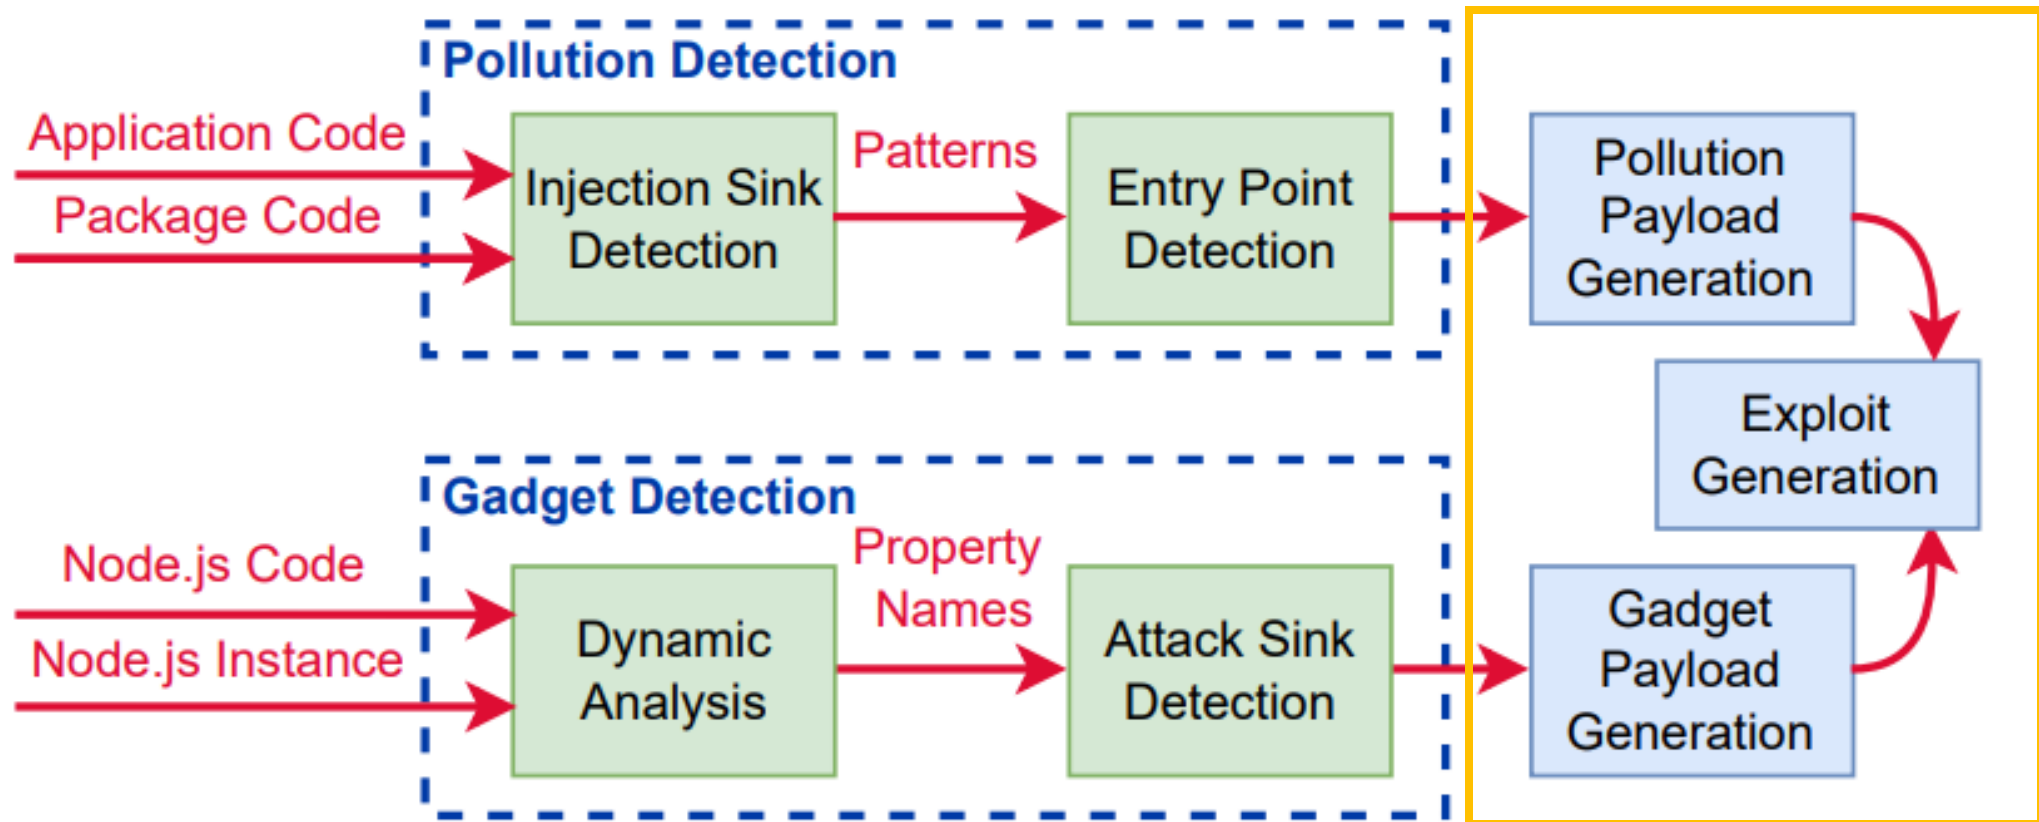 Pollution Detection
Application Code
Package Code
Injection Sink
Detection
Patterns
Entry Point
Detection
Pollution
Payload
Generation
Exploit
Generation
Gadget Detection
Node.js Code
Node.js Instance
Dynamic
Analysis
Property
Names
Attack Sink
Detection
Gadget
Payload
Generation